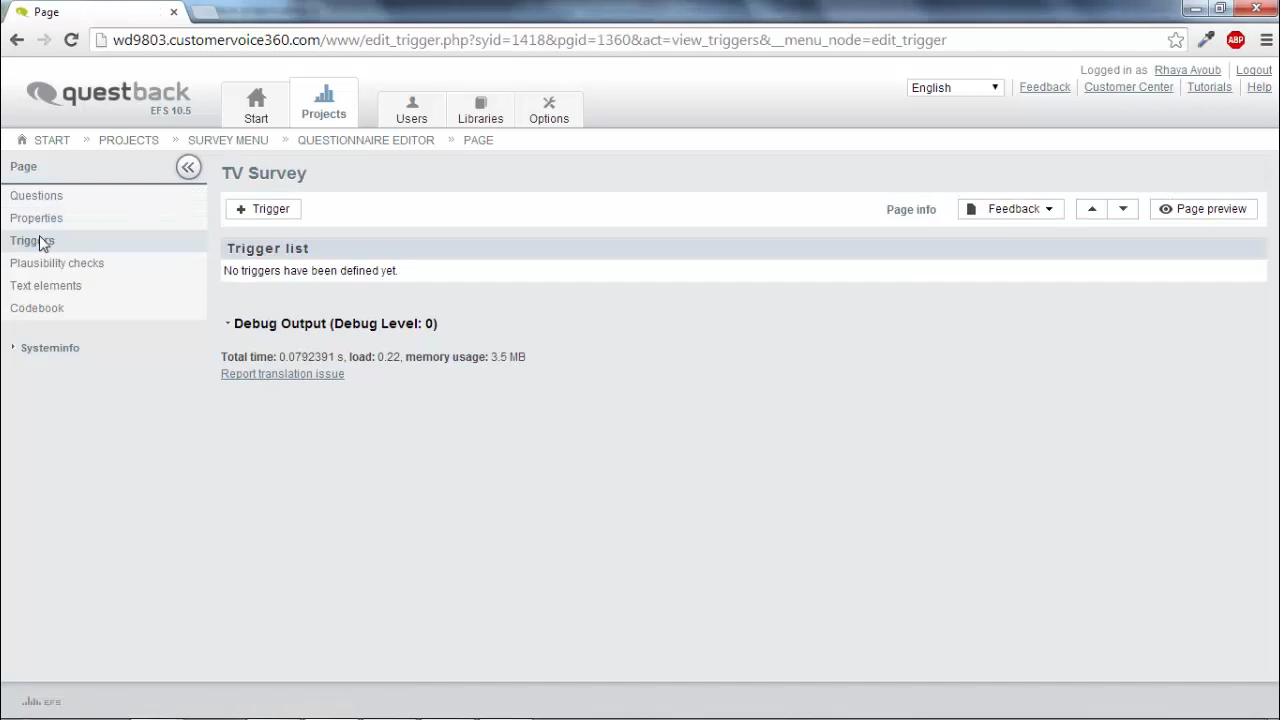 Page
wd9803.customervoice360.com/www/edit_trigger.php?syid=1418&pgid=1360&act=view_triggers&__menu_node=edit_trigger
ABP
Logged in as Rhaya Ayoub Logout
questback
EFS 10.5
Start
Projects
Users
Libraries
Options
English
Feedback
Customer Center
Tutorials
Help
START » PROJECTS » SURVEY MENU » QUESTIONNAIRE EDITOR » PAGE
Page
Questions
Properties
Triggers
Plausibility checks
Text elements
Codebook
Systeminfo
TV Survey
+ Trigger
Page info
Feedback
Page preview
Trigger list
No triggers have been defined yet.
Debug Output (Debug Level: 0)
Total time: 0.0792391 s, load: 0.22, memory usage: 3.5 MB
Report translation issue
EFS